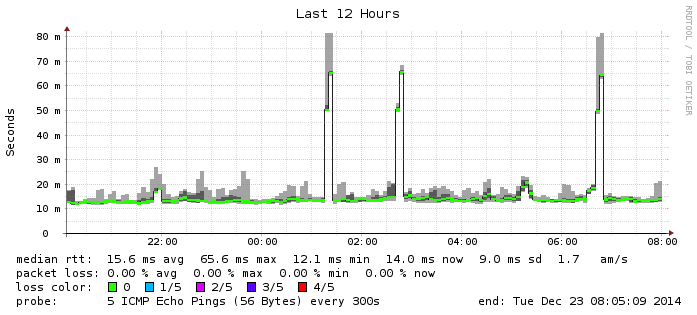 Last 12 Hours
RRDTOOL / TOBI OETIKER
Seconds
80 m
70 m
60 m
50 m
40 m
30 m
20 m
10 m
0
22:00 00:00 02:00 04:00 06:00 08:00
median rtt: 15.6 ms avg 65.6 ms max 12.1 ms min 14.0 ms now 9.0 ms sd 1.7 am/s
packet loss: 0.00 % avg 0.00 % max 0.00 % min 0.00 % now
loss color: 0 1/5 2/5 3/5 4/5
probe: 5 ICMP Echo Pings (56 Bytes) every 300s end: Tue Dec 23 08:05:09 2014